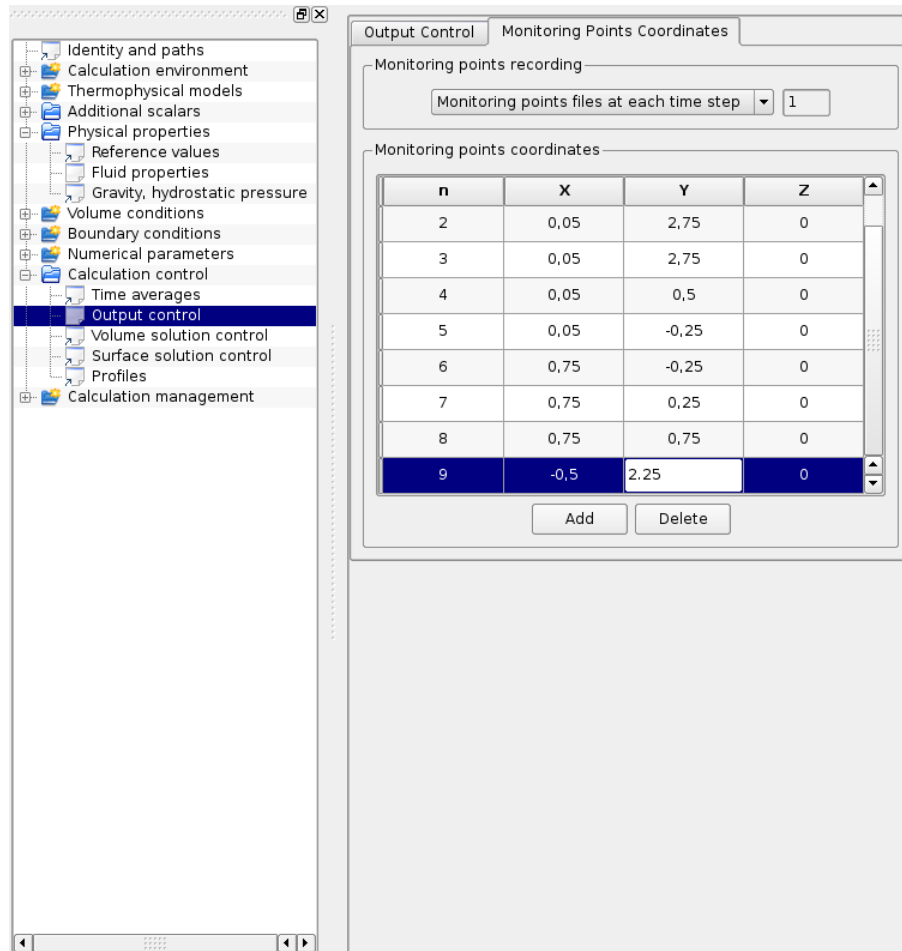 Identity and paths
Calculation environment
Thermophysical models
Additional scalars
Physical properties
Reference values
Fluid properties
Gravity, hydrostatic pressure
Volume conditions
Boundary conditions
Numerical parameters
Calculation control
Time averages
Output control
Volume solution control
Surface solution control
Profiles
Calculation management
Output Control Monitoring Points Coordinates
Monitoring points recording
Monitoring points files at each time step 1
Monitoring points coordinates
n X Y Z
2 0,05 2,75 0
3 0,05 2,75 0
4 0,05 0,5 0
5 0,05 -0,25 0
6 0,75 -0,25 0
7 0,75 0,25 0
8 0,75 0,75 0
9 -0,5 2.25 0
Add Delete